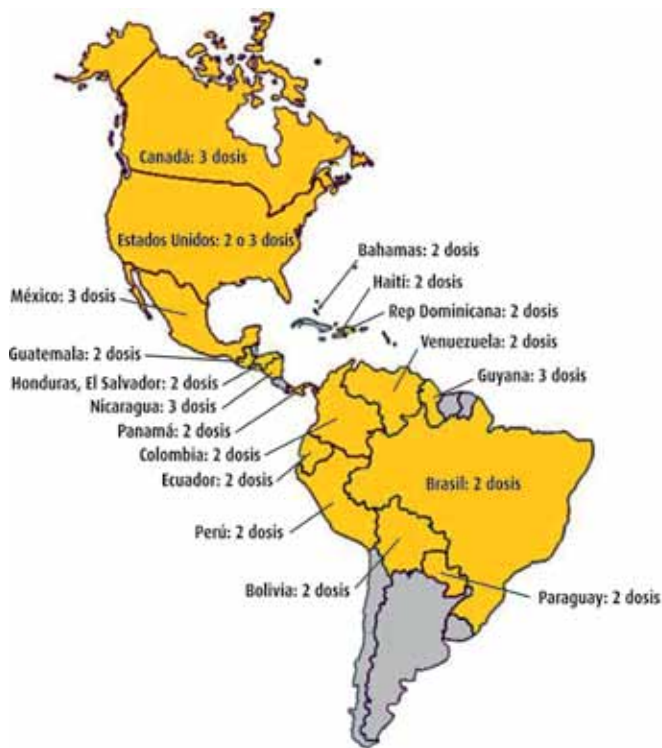 Canadá: 3 dosis
Estados Unidos: 2 o 3 dosis
Bahamas: 2 dosis
Haití: 2 dosis
México: 3 dosis
Rep Dominicana: 2 dosis
Venuezuela: 2 dosis
Guatemala: 2 dosis
Guyana: 3 dosis
Honduras, El Salvador: 2 dosis
Nicaragua: 3 dosis
Panamá: 2 dosis
Colombia: 2 dosis
Ecuador: 2 dosis
Brasil: 2 dosis
Perú: 2 dosis
Bolivia: 2 dosis
Paraguay: 2 dosis